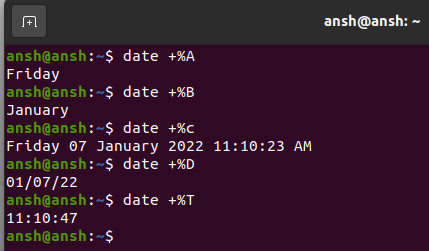 ansh@ansh: ~
ansh@ansh:~$ date +%A
Friday
ansh@ansh:~$ date +%B
January
ansh@ansh:~$ date +%c
Friday 07 January 2022 11:10:23 AM
ansh@ansh:~$ date +%D
01/07/22
ansh@ansh:~$ date +%T
11:10:47
ansh@ansh:~$